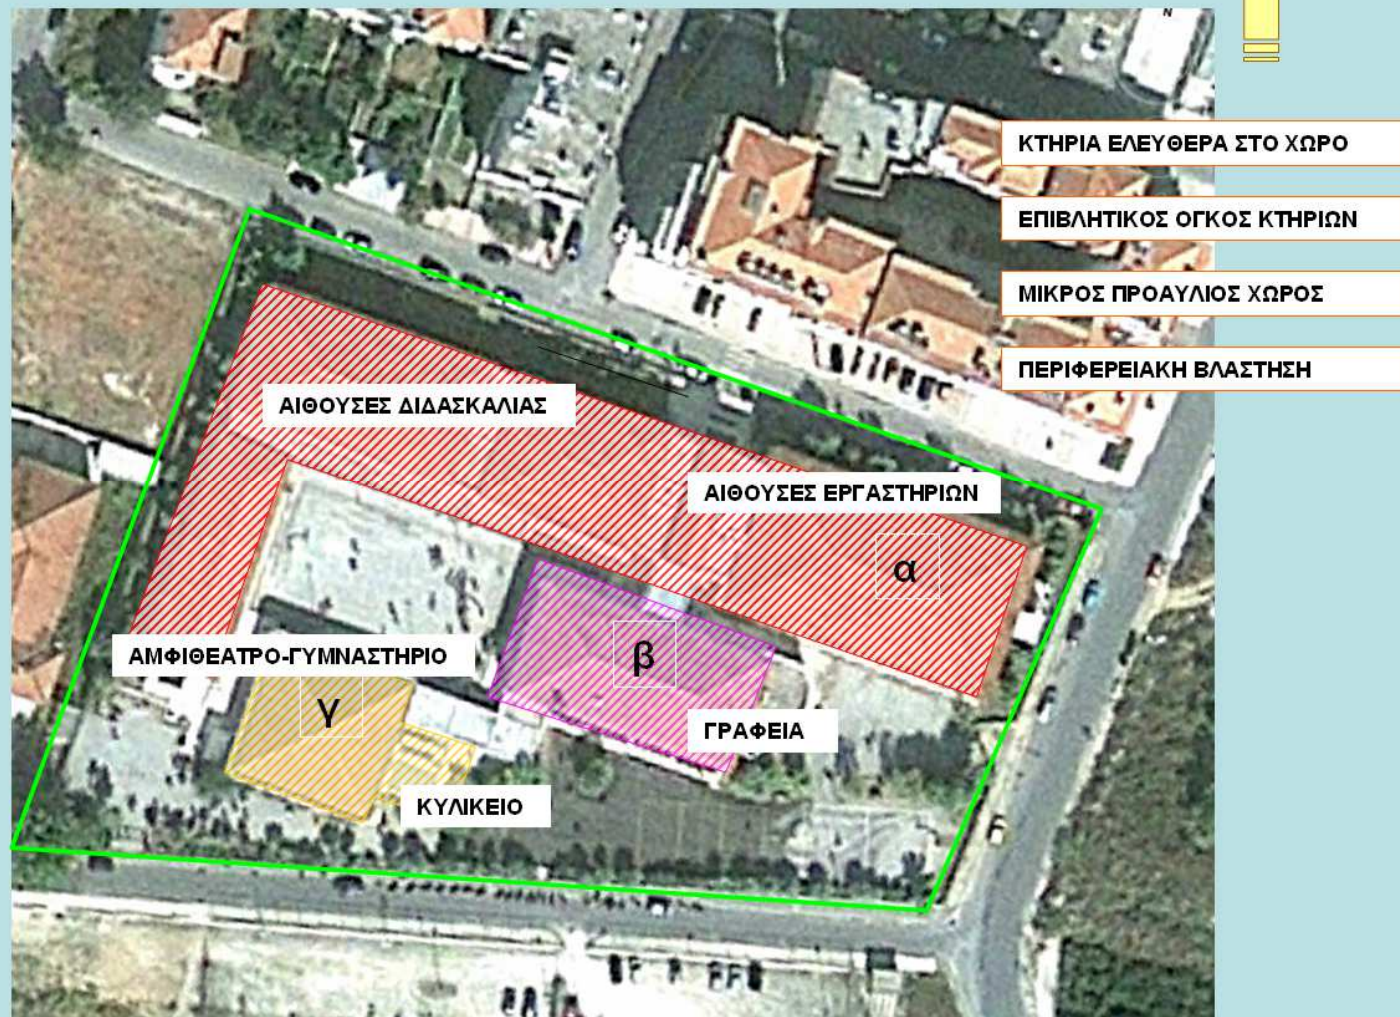 N
ΚΤΗΡΙΑ ΕΛΕΥΘΕΡΑ ΣΤΟ ΧΩΡΟ
ΕΠΙΒΛΗΤΙΚΟΣ ΟΓΚΟΣ ΚΤΗΡΙΩΝ
ΜΙΚΡΟΣ ΠΡΟΑΥΛΙΟΣ ΧΩΡΟΣ
ΠΕΡΙΦΕΡΕΙΑΚΗ ΒΛΑΣΤΗΣΗ
ΑΙΘΟΥΣΕΣ ΔΙΔΑΣΚΑΛΙΑΣ
ΑΙΘΟΥΣΕΣ ΕΡΓΑΣΤΗΡΙΩΝ
α
β
ΑΜΦΙΘΕΑΤΡΟ-ΓΥΜΝΑΣΤΗΡΙΟ
γ
ΓΡΑΦΕΙΑ
ΚΥΛΙΚΕΙΟ